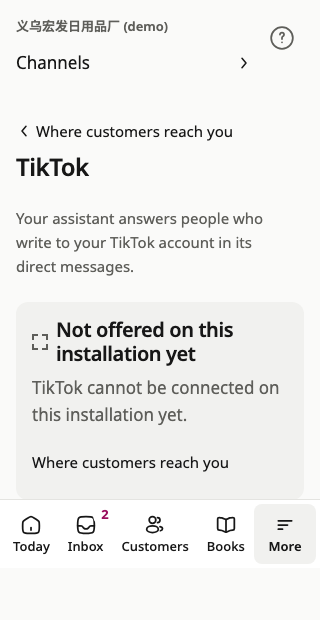 义乌宏发日用品厂 (demo)
Channels
Where customers reach you
TikTok
Your assistant answers people who
write to your TikTok account in its
direct messages.
Not offered on this
installation yet
TikTok cannot be connected on
this installation yet.
Where customers reach you
2
Today
Inbox
Customers
Books
More